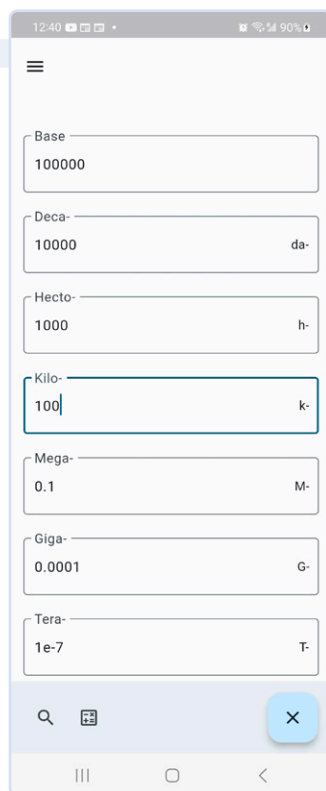 12:40 90%
Base
100000
Deca-
10000 da-
Hecto-
1000 h-
Kilo-
100 k-
Mega-
0.1 M-
Giga-
0.0001 G-
Tera-
1e-7 T-